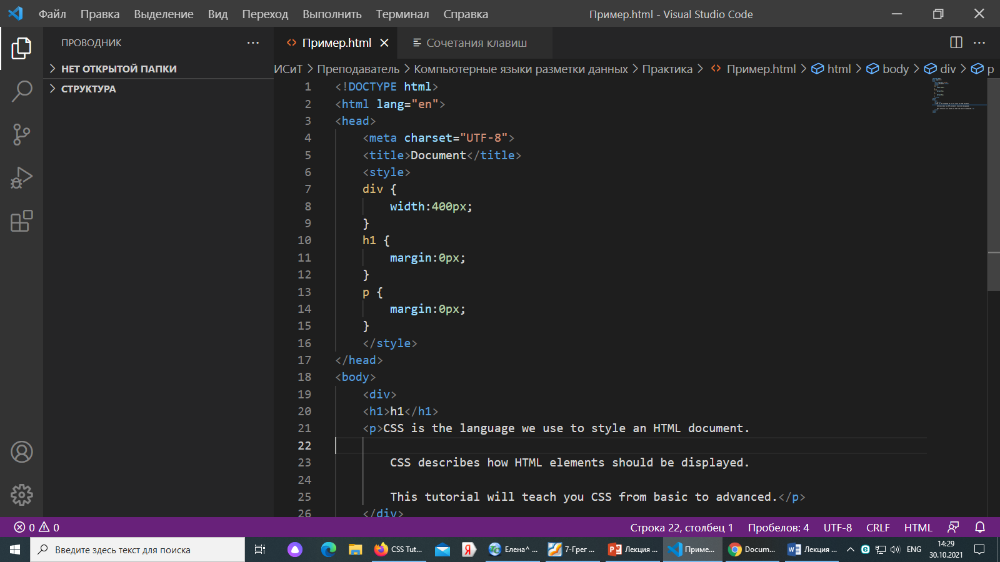 Файл Правка Выделение Вид Переход Выполнить Терминал Справка Пример.html - Visual Studio Code
ПРОВОДНИК
НЕТ ОТКРЫТОЙ ПАПКИ
СТРУКТУРА
Пример.html Сочетания клавиш
ИСиТ > Преподаватель > Компьютерные языки разметки данных > Практика > Пример.html > html > body > div > p
1 <!DOCTYPE html>
2 <html lang="en">
3 <head>
4 <meta charset="UTF-8">
5 <title>Document</title>
6 <style>
7 div {
8 width:400px;
9 }
10 h1 {
11 margin:0px;
12 }
13 p {
14 margin:0px;
15 }
16 </style>
17 </head>
18 <body>
19 <div>
20 <h1>h1</h1>
21 <p>CSS is the language we use to style an HTML document.
22
23 CSS describes how HTML elements should be displayed.
24
25 This tutorial will teach you CSS from basic to advanced.</p>
26 </div>
0 0 Строка 22, столбец 1 Пробелов: 4 UTF-8 CRLF HTML
Введите здесь текст для поиска CSS Tut... Елена^ ... 7-Грег ... Лекция ... Приме... Docum... Лекция ... ENG 14:29
30.10.2021